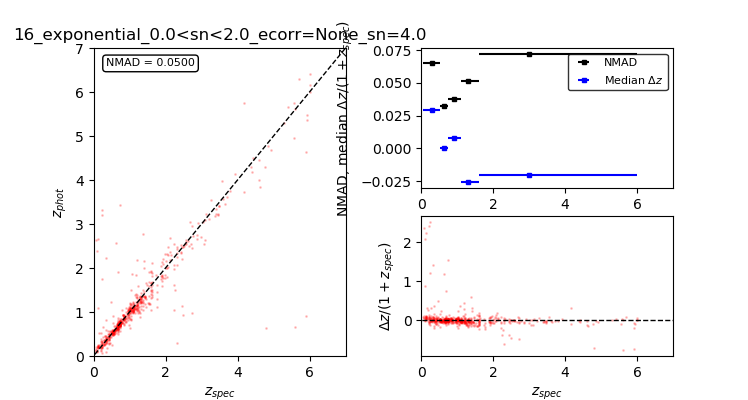 16_exponential_0.0<sn<2.0_ecorr=None_sn=4.0
NMAD = 0.0500
7
6
5
4
3
2
1
0
z_phot
0 2 4 6
z_spec
NMAD, median Δz/(1 + z_spec)
0.075
0.050
0.025
0.000
−0.025
NMAD
Median Δz
0 2 4 6
Δz/(1 + z_spec)
2
1
0
0 2 4 6
z_spec